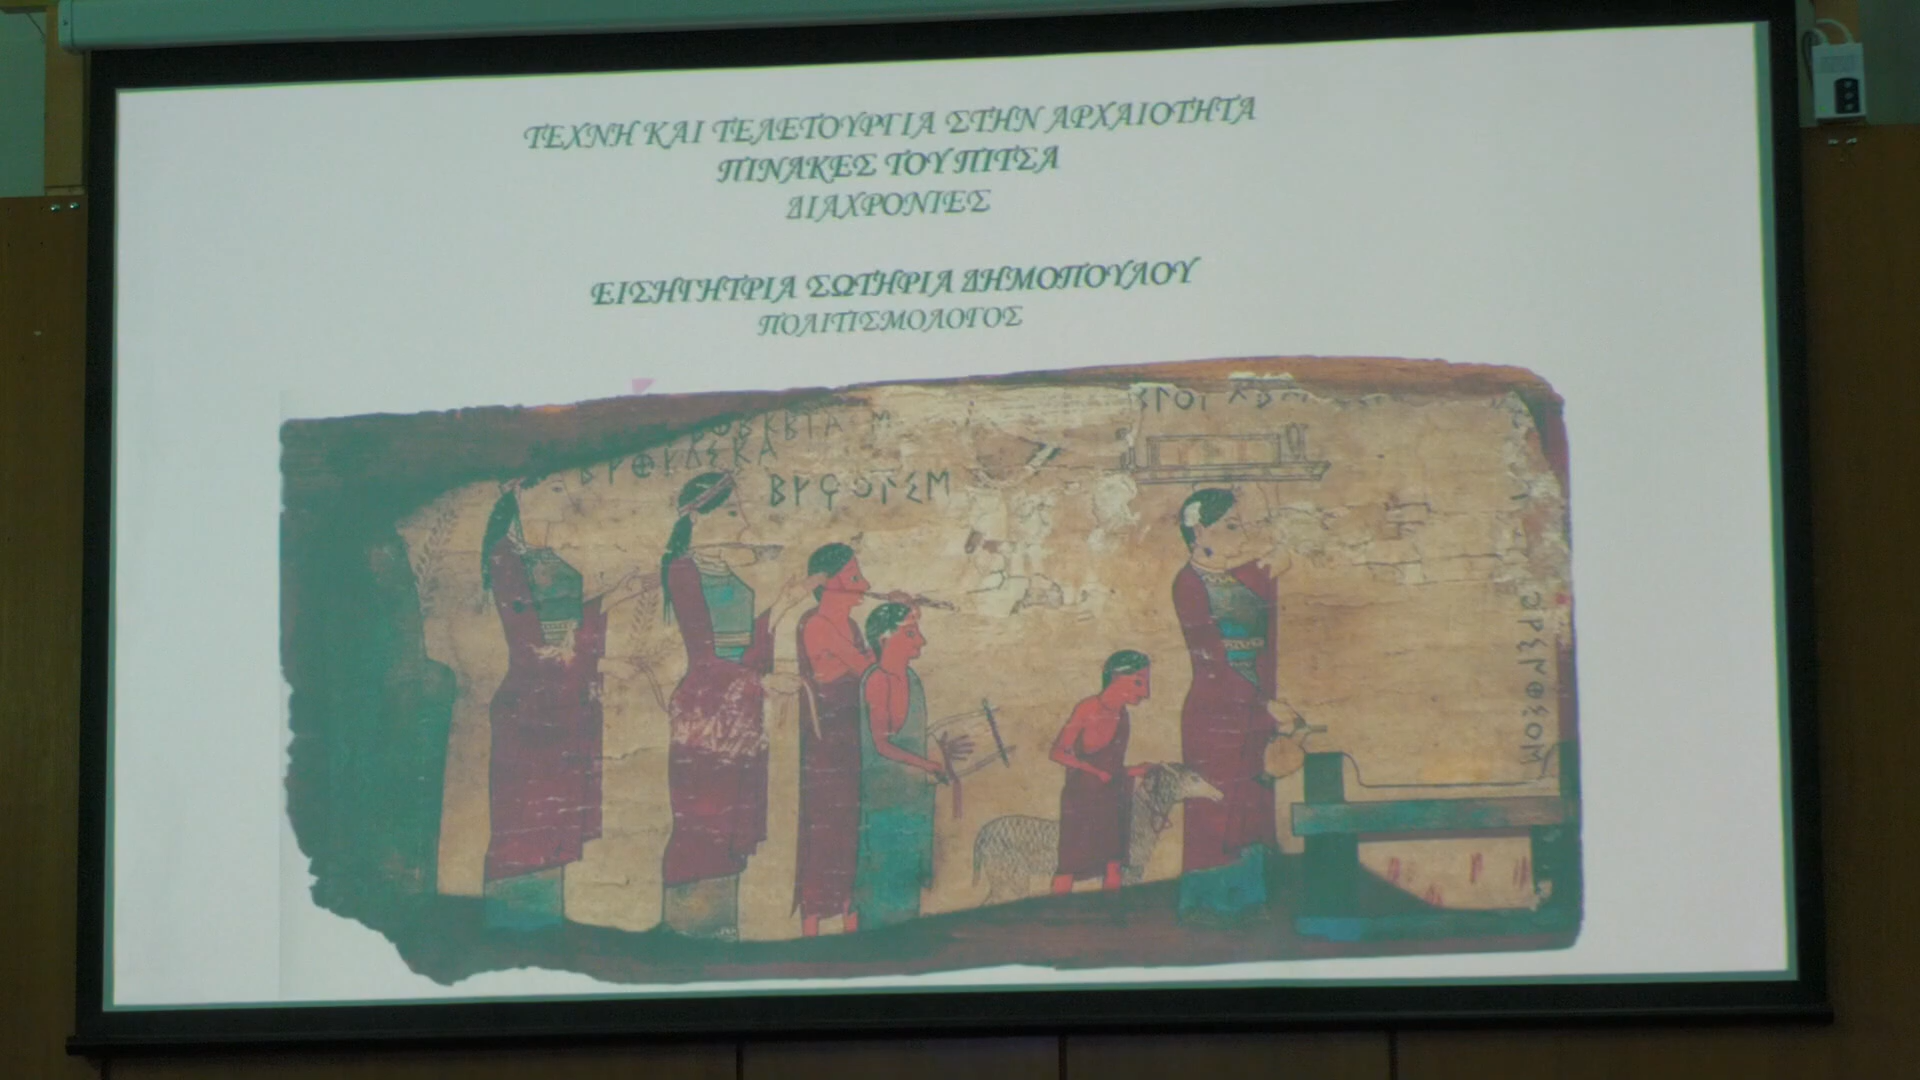 ΤΕΧΝΗ ΚΑΙ ΤΕΛΕΤΟΥΡΓΙΑ ΣΤΗΝ ΑΡΧΑΙΟΤΗΤΑ
ΠΙΝΑΚΕΣ ΤΟΥ ΠΙΤΣΑ
ΔΙΑΧΡΟΝΙΕΣ
ΕΙΣΗΓΗΤΡΙΑ ΣΩΤΗΡΙΑ ΔΗΜΟΠΟΥΛΟΥ
ΠΟΛΙΤΙΣΜΟΛΟΓΟΣ